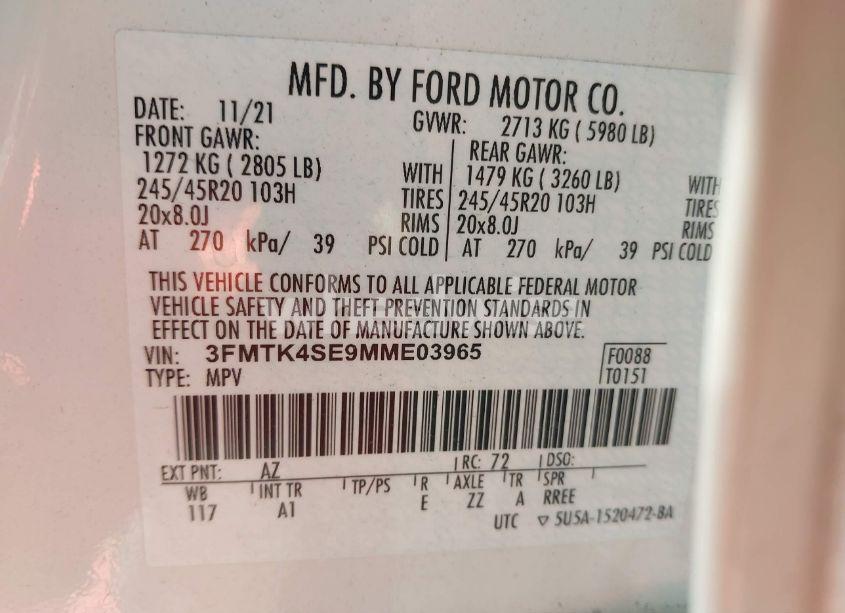 MFD. BY FORD MOTOR CO.
DATE: 11/21 GVWR: 2713 KG ( 5980 LB)
FRONT GAWR: REAR GAWR:
1272 KG ( 2805 LB) WITH 1479 KG ( 3260 LB) WITH
245/45R20 103H TIRES 245/45R20 103H TIRES
20x8.0J RIMS 20x8.0J RIMS
AT 270 kPa/ 39 PSI COLD AT 270 kPa/ 39 PSI COLD
THIS VEHICLE CONFORMS TO ALL APPLICABLE FEDERAL MOTOR
VEHICLE SAFETY AND THEFT PREVENTION STANDARDS IN
EFFECT ON THE DATE OF MANUFACTURE SHOWN ABOVE.
VIN: 3FMTK4SE9MME03965 F0088
TYPE: MPV T0151
EXT PNT: AZ RC: 72 DSO:
WB INT TR TP/PS R AXLE TR SPR
117 A1 E ZZ A RREE
UTC ▽ 5U5A-1520472-BA